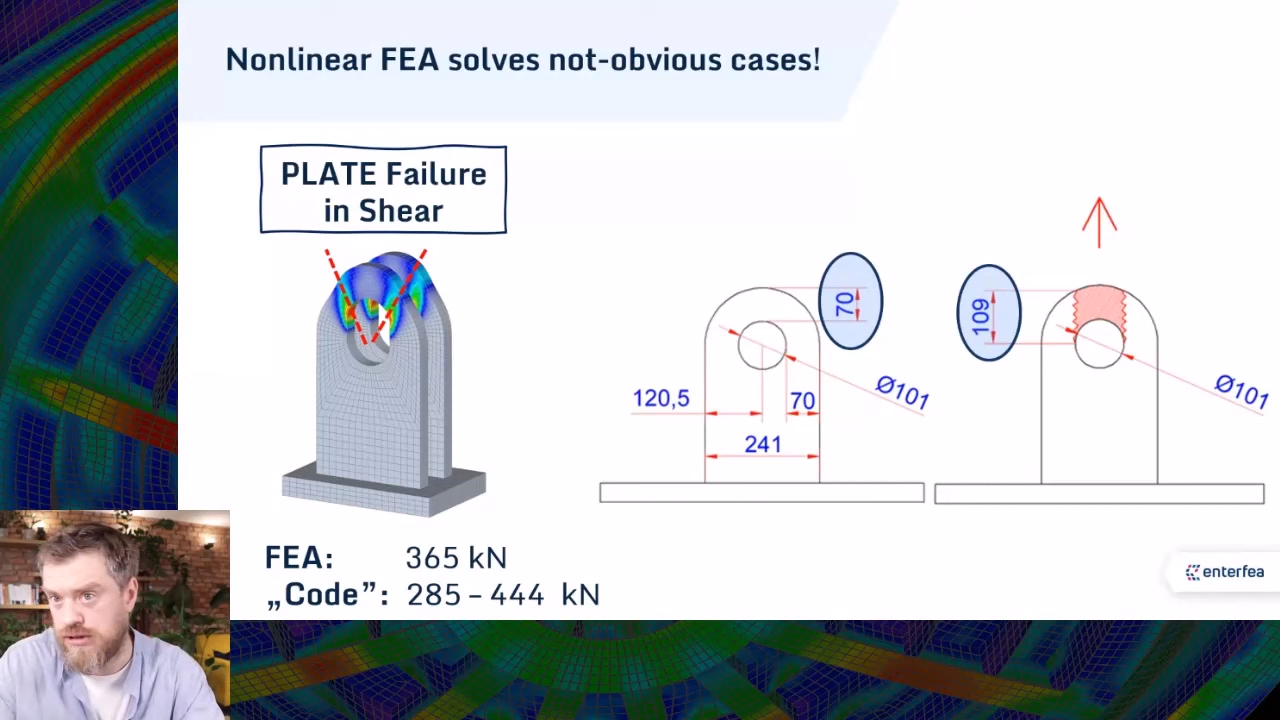 Nonlinear FEA solves not-obvious cases!
PLATE Failure
in Shear
70
120,5
70
Ø101
241
109
Ø101
FEA: 365 kN
„Code”: 285 – 444 kN
enterfea